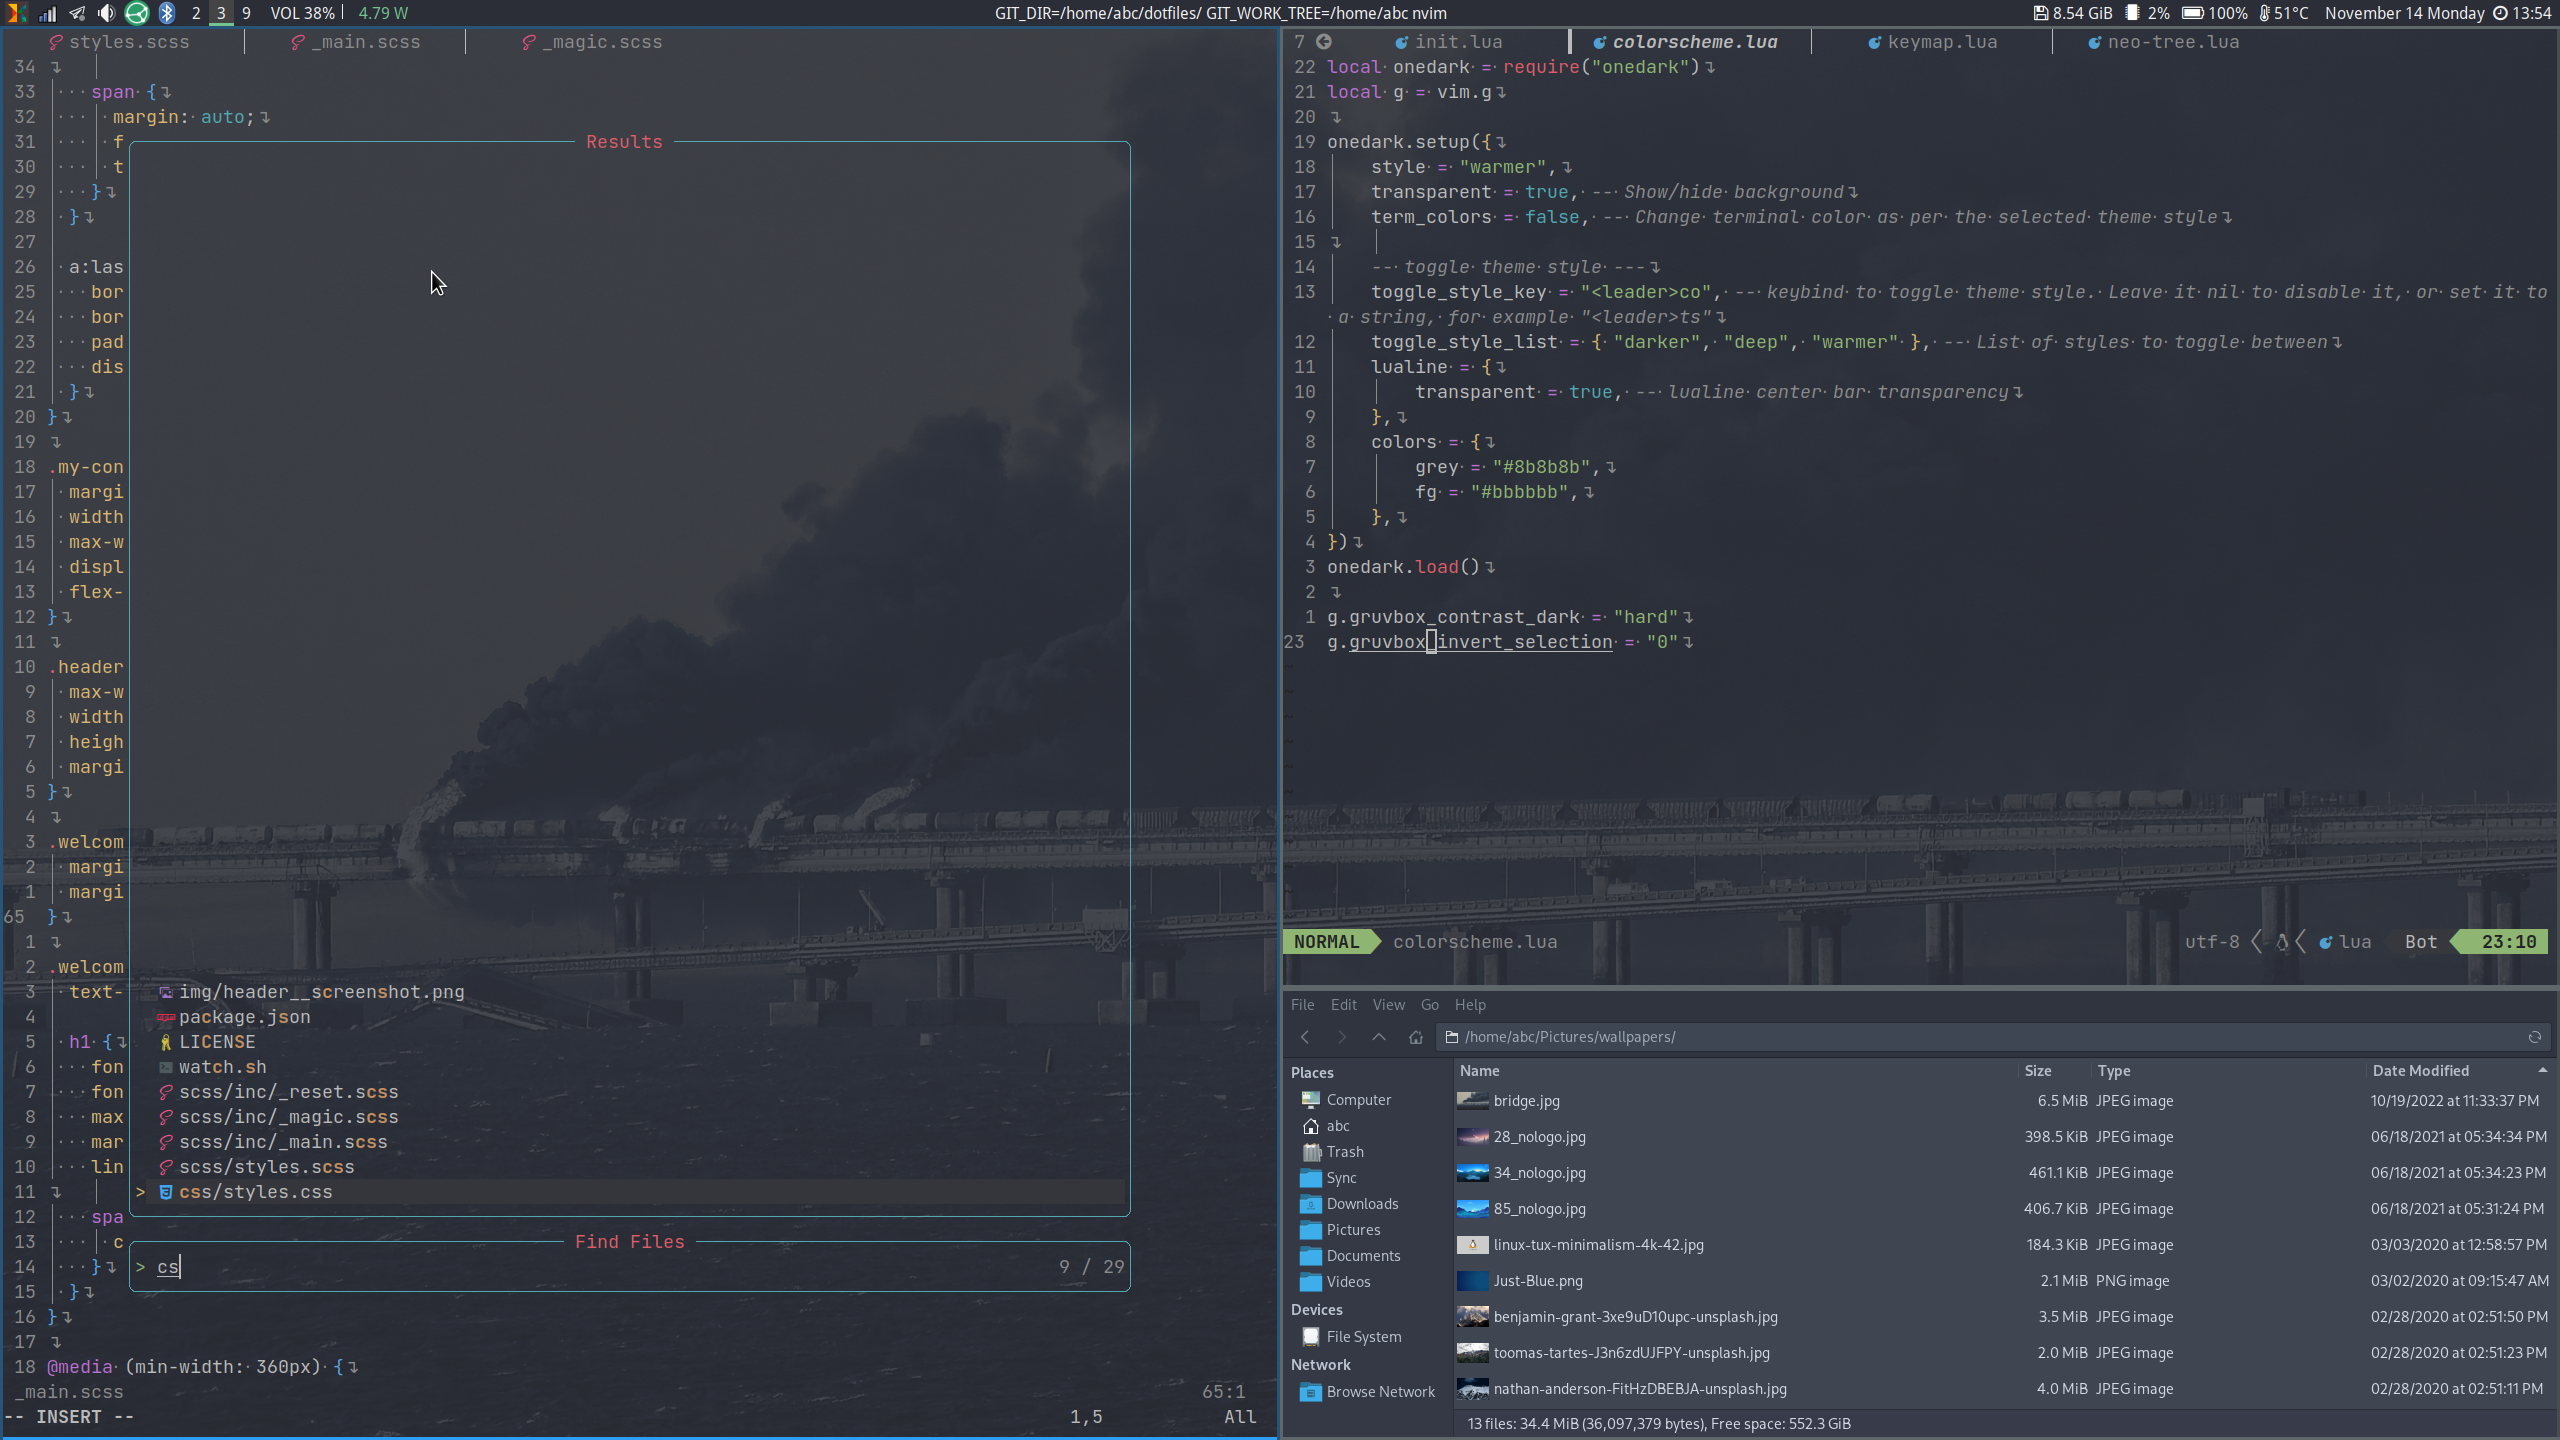 2 3 9 VOL 38% 4.79 W
GIT_DIR=/home/abc/dotfiles/ GIT_WORK_TREE=/home/abc nvim
8.54 GiB 2% 100% 51°C November 14 Monday 13:54
styles.scss _main.scss _magic.scss
34
33 span {
32 margin: auto;
31 f
30 t
29 }
28 }
27
26 a:las
25 bor
24 bor
23 pad
22 dis
21 }
20 }
19
18 .my-con
17 margi
16 width
15 max-w
14 displ
13 flex-
12 }
11
10 .header
9 max-w
8 width
7 heigh
6 margi
5 }
4
3 .welcom
2 margi
1 margi
65 }
1
2 .welcom
3 text-
4
5 h1 {
6 fon
7 fon
8 max
9 mar
10 lin
11
12 spa
13 c
14 }
15 }
16 }
17
18 @media (min-width: 360px) {
_main.scss 65:1
-- INSERT -- 1,5 All
Results
img/header__screenshot.png
package.json
LICENSE
watch.sh
scss/inc/_reset.scss
scss/inc/_magic.scss
scss/inc/_main.scss
scss/styles.scss
> css/styles.css
Find Files
> cs 9 / 29
7 init.lua colorscheme.lua keymap.lua neo-tree.lua
22 local onedark = require("onedark")
21 local g = vim.g
20
19 onedark.setup({
18 style = "warmer",
17 transparent = true, -- Show/hide background
16 term_colors = false, -- Change terminal color as per the selected theme style
15
14 -- toggle theme style ---
13 toggle_style_key = "<leader>co", -- keybind to toggle theme style. Leave it nil to disable it, or set it to
a string, for example "<leader>ts"
12 toggle_style_list = { "darker", "deep", "warmer" }, -- List of styles to toggle between
11 lualine = {
10 transparent = true, -- lualine center bar transparency
9 },
8 colors = {
7 grey = "#8b8b8b",
6 fg = "#bbbbbb",
5 },
4 })
3 onedark.load()
2
1 g.gruvbox_contrast_dark = "hard"
23 g.gruvbox_invert_selection = "0"
~
~
~
~
~
NORMAL colorscheme.lua utf-8 lua Bot 23:10
File Edit View Go Help
/home/abc/Pictures/wallpapers/
Places
Computer
abc
Trash
Sync
Downloads
Pictures
Documents
Videos
Devices
File System
Network
Browse Network
Name Size Type Date Modified
bridge.jpg 6.5 MiB JPEG image 10/19/2022 at 11:33:37 PM
28_nologo.jpg 398.5 KiB JPEG image 06/18/2021 at 05:34:34 PM
34_nologo.jpg 461.1 KiB JPEG image 06/18/2021 at 05:34:23 PM
85_nologo.jpg 406.7 KiB JPEG image 06/18/2021 at 05:31:24 PM
linux-tux-minimalism-4k-42.jpg 184.3 KiB JPEG image 03/03/2020 at 12:58:57 PM
Just-Blue.png 2.1 MiB PNG image 03/02/2020 at 09:15:47 AM
benjamin-grant-3xe9uD10upc-unsplash.jpg 3.5 MiB JPEG image 02/28/2020 at 02:51:50 PM
toomas-tartes-J3n6zdUJFPY-unsplash.jpg 2.0 MiB JPEG image 02/28/2020 at 02:51:23 PM
nathan-anderson-FitHzDBEBJA-unsplash.jpg 4.0 MiB JPEG image 02/28/2020 at 02:51:11 PM
13 files: 34.4 MiB (36,097,379 bytes), Free space: 552.3 GiB